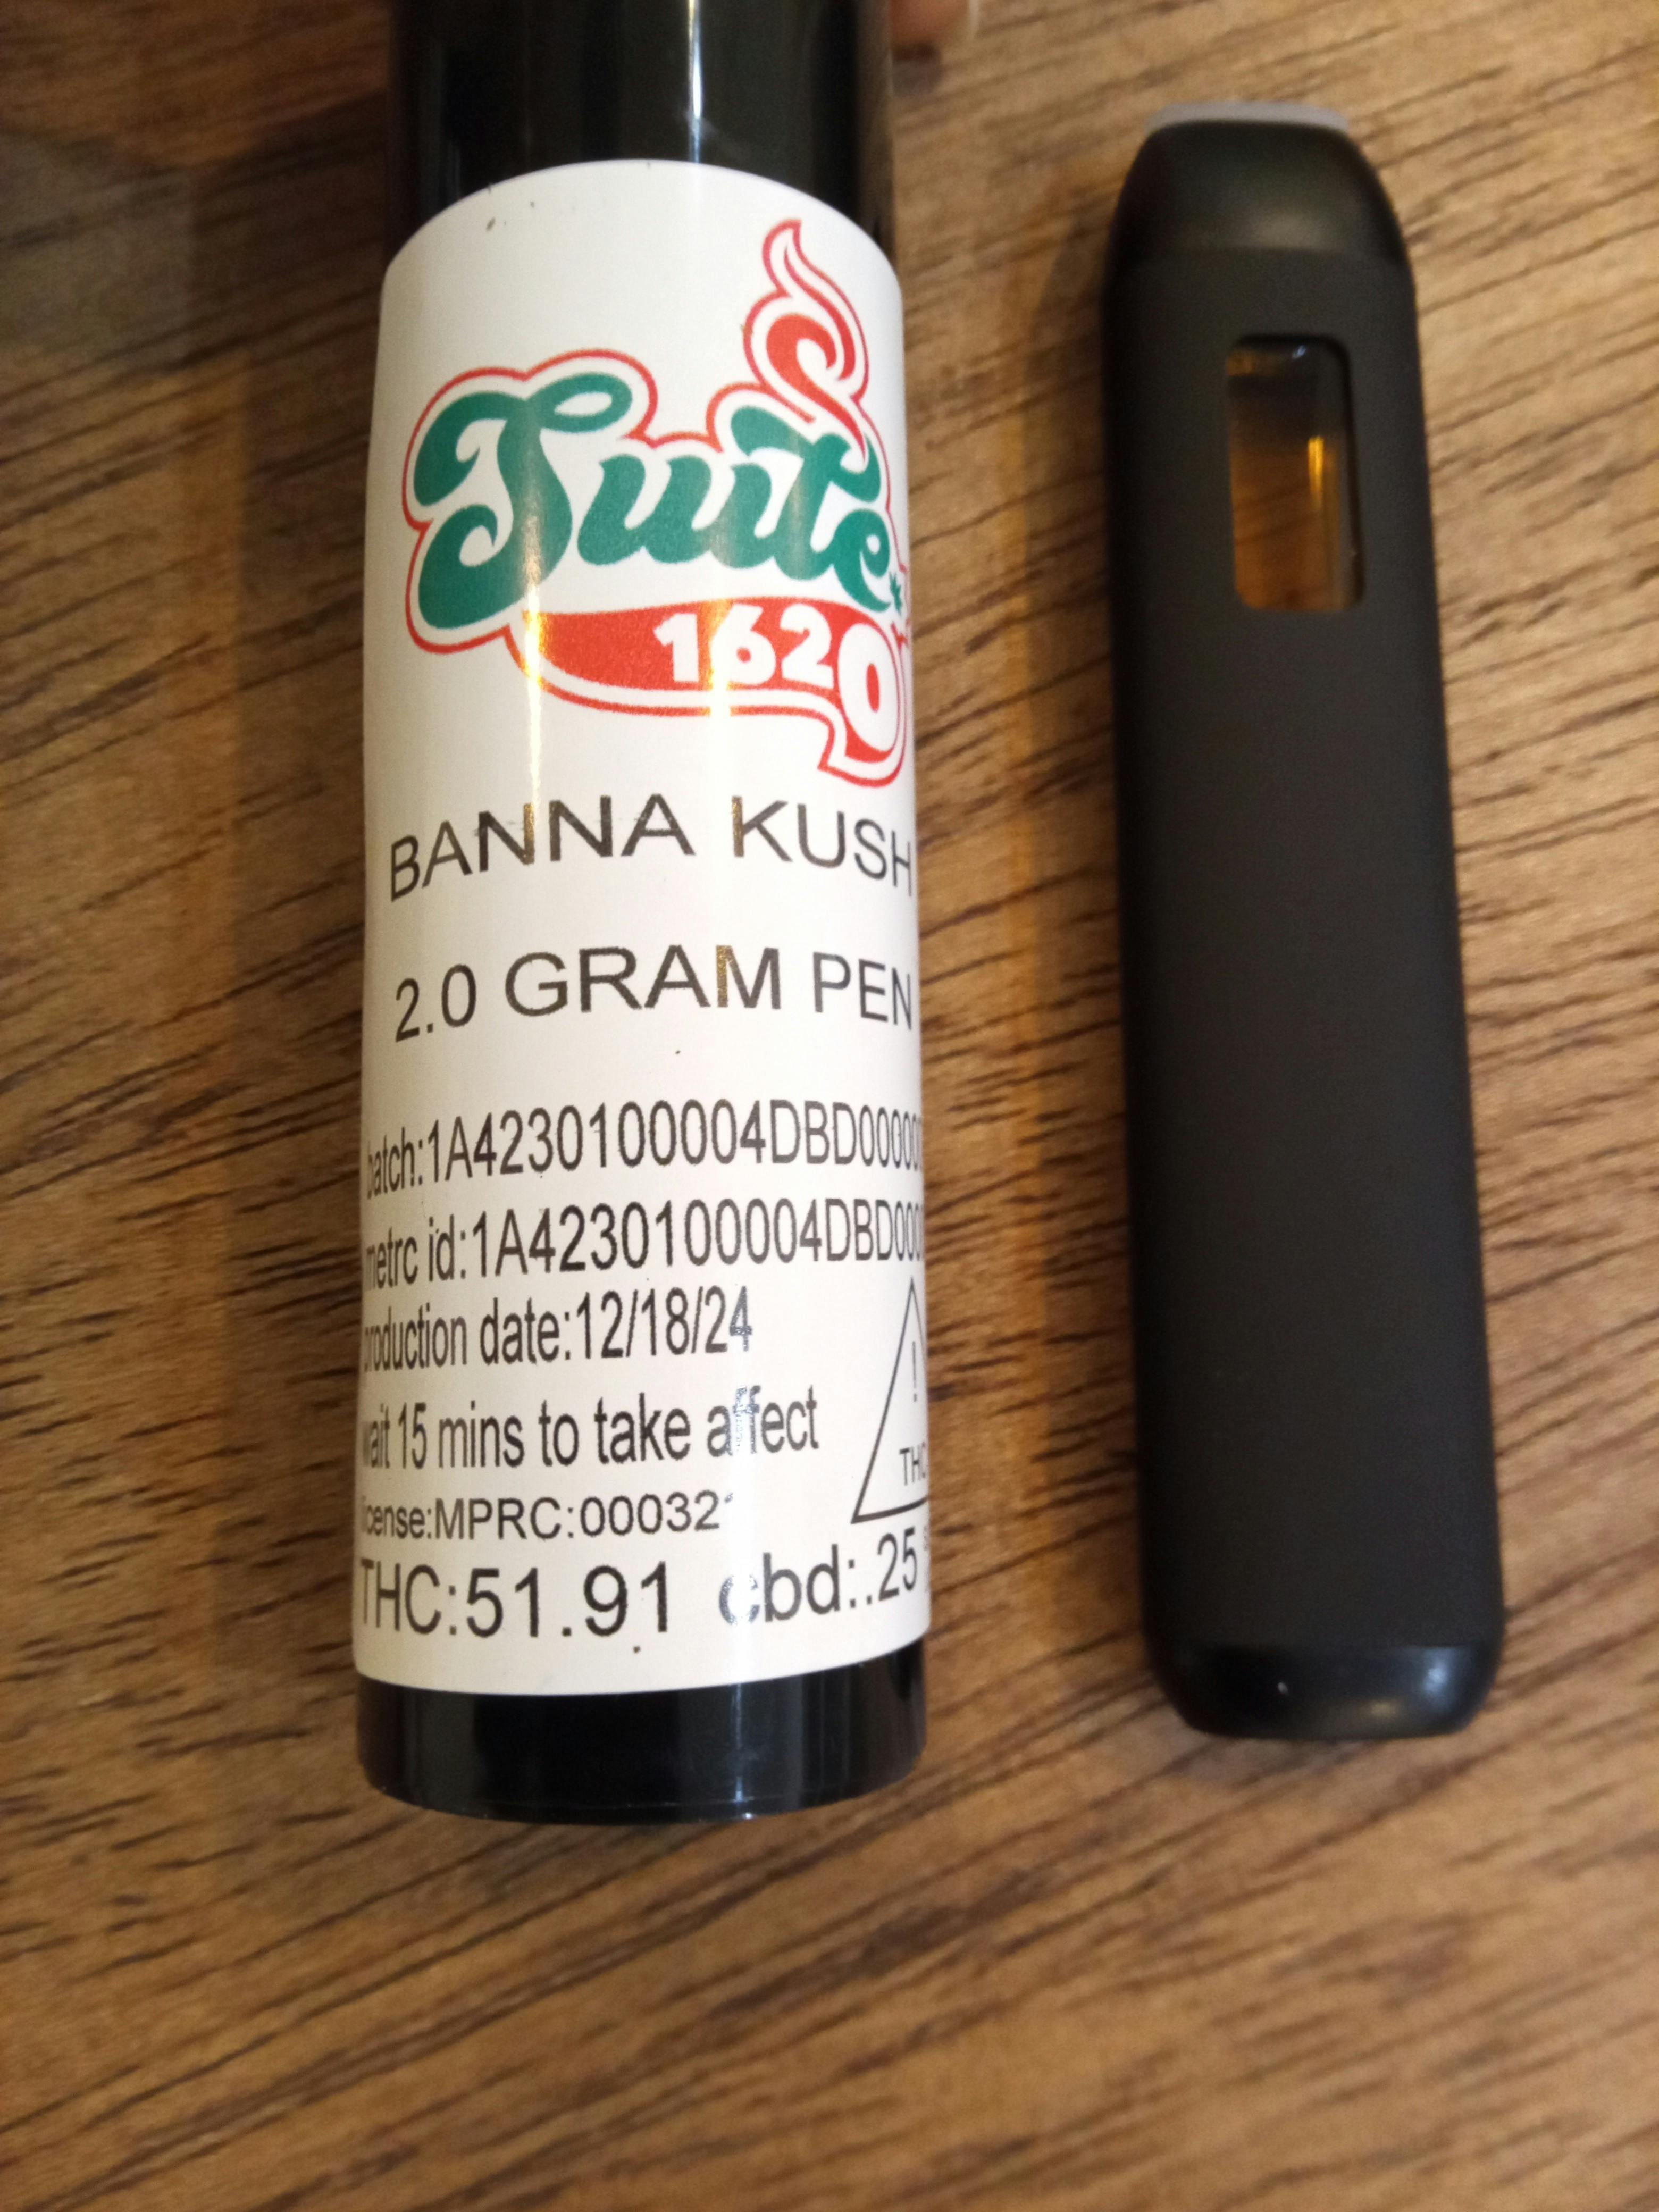 Suite
1620
BANNA KUSH
2.0 GRAM PEN
batch:1A4230100004DBD00000
metrc id:1A4230100004DBD000
production date:12/18/24
wait 15 mins to take affect
!
THC
license:MPRC:000321
THC:51.91 cbd:.25